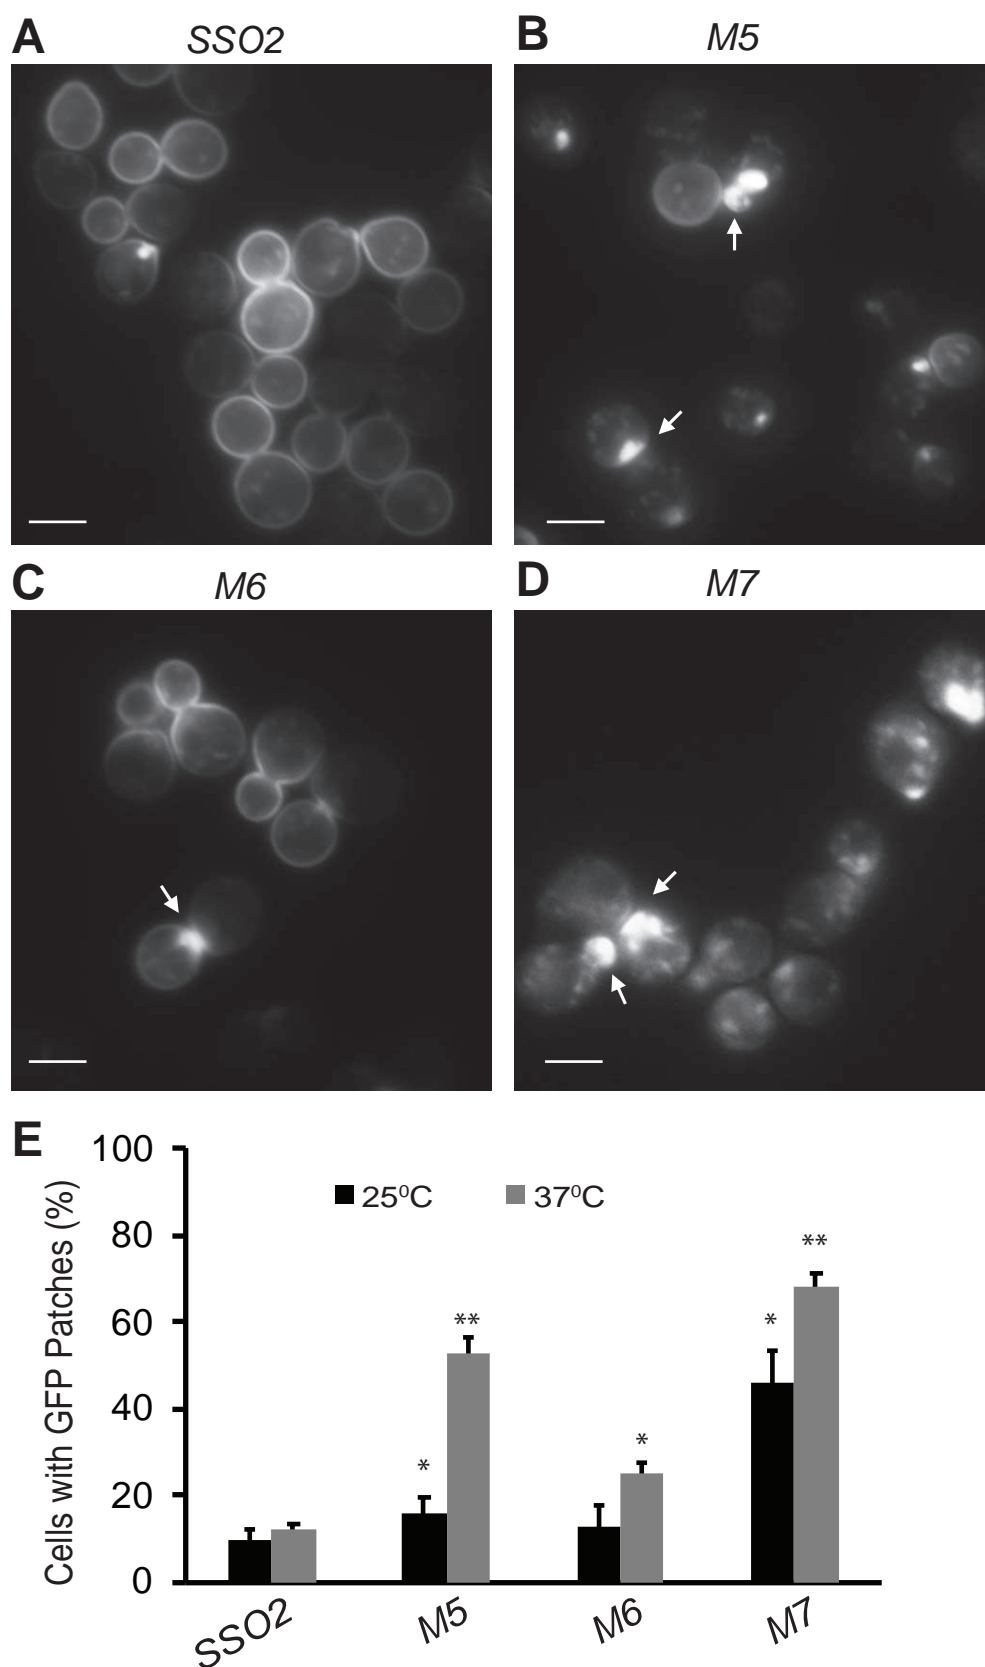 A SSO2
B M5
C M6
D M7
E
100
80
60
40
20
0
Cells with GFP Patches (%)
25⁰C 37⁰C
* ** * * **
SSO2 M5 M6 M7